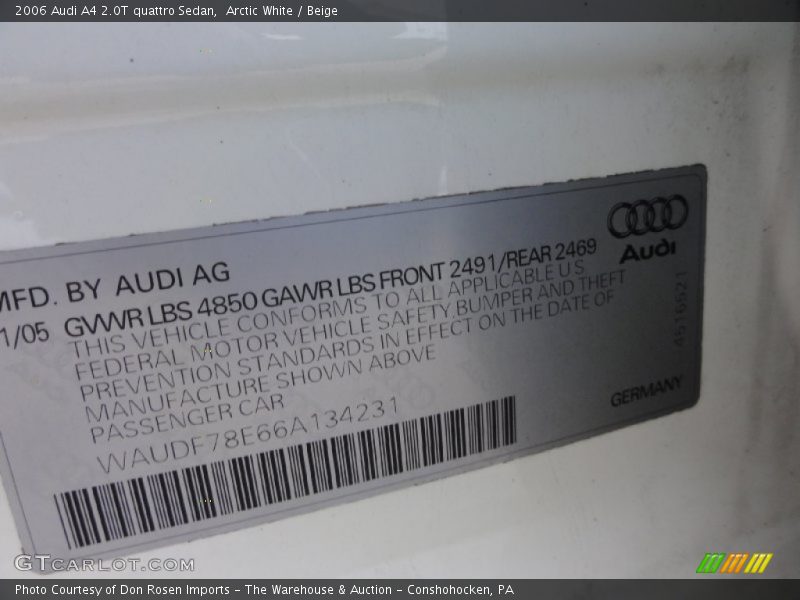 2006 Audi A4 2.0T quattro Sedan,  Arctic White / Beige
MFD. BY AUDI AG
1/05 GVWR LBS 4850 GAWR LBS FRONT 2491/REAR 2469
THIS VEHICLE CONFORMS TO ALL APPLICABLE U S
FEDERAL MOTOR VEHICLE SAFETY,BUMPER AND THEFT
PREVENTION STANDARDS IN EFFECT ON THE DATE OF
MANUFACTURE SHOWN ABOVE
PASSENGER CAR
WAUDF78E66A134231
Audi
4516521
GERMANY
GTCarLot.com
Photo Courtesy of Don Rosen Imports – The Warehouse & Auction – Conshohocken, PA